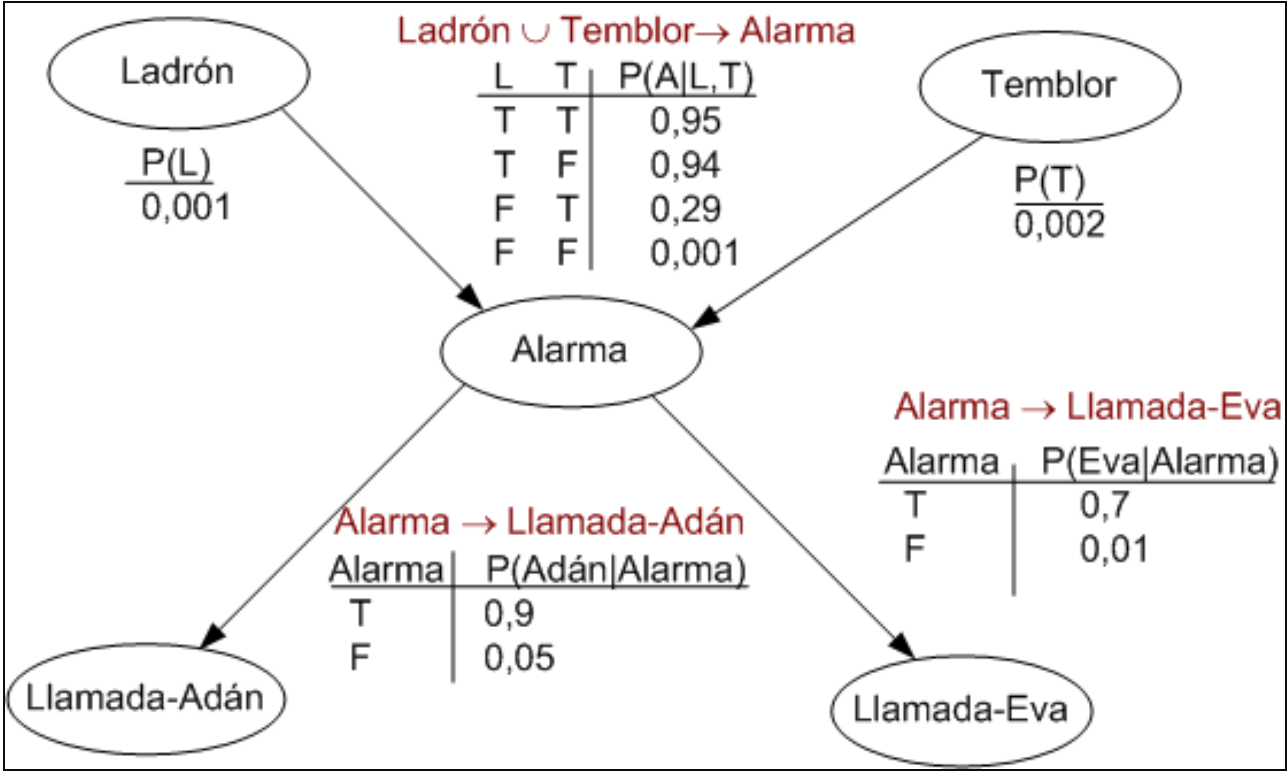 Ladrón ∪ Temblor→ Alarma
Ladrón
P(L)
0,001
L T P(A|L,T)
T T 0,95
T F 0,94
F T 0,29
F F 0,001
Temblor
P(T)
0,002
Alarma
Alarma → Llamada-Eva
Alarma P(Eva|Alarma)
T 0,7
F 0,01
Alarma → Llamada-Adán
Alarma P(Adán|Alarma)
T 0,9
F 0,05
Llamada-Adán
Llamada-Eva